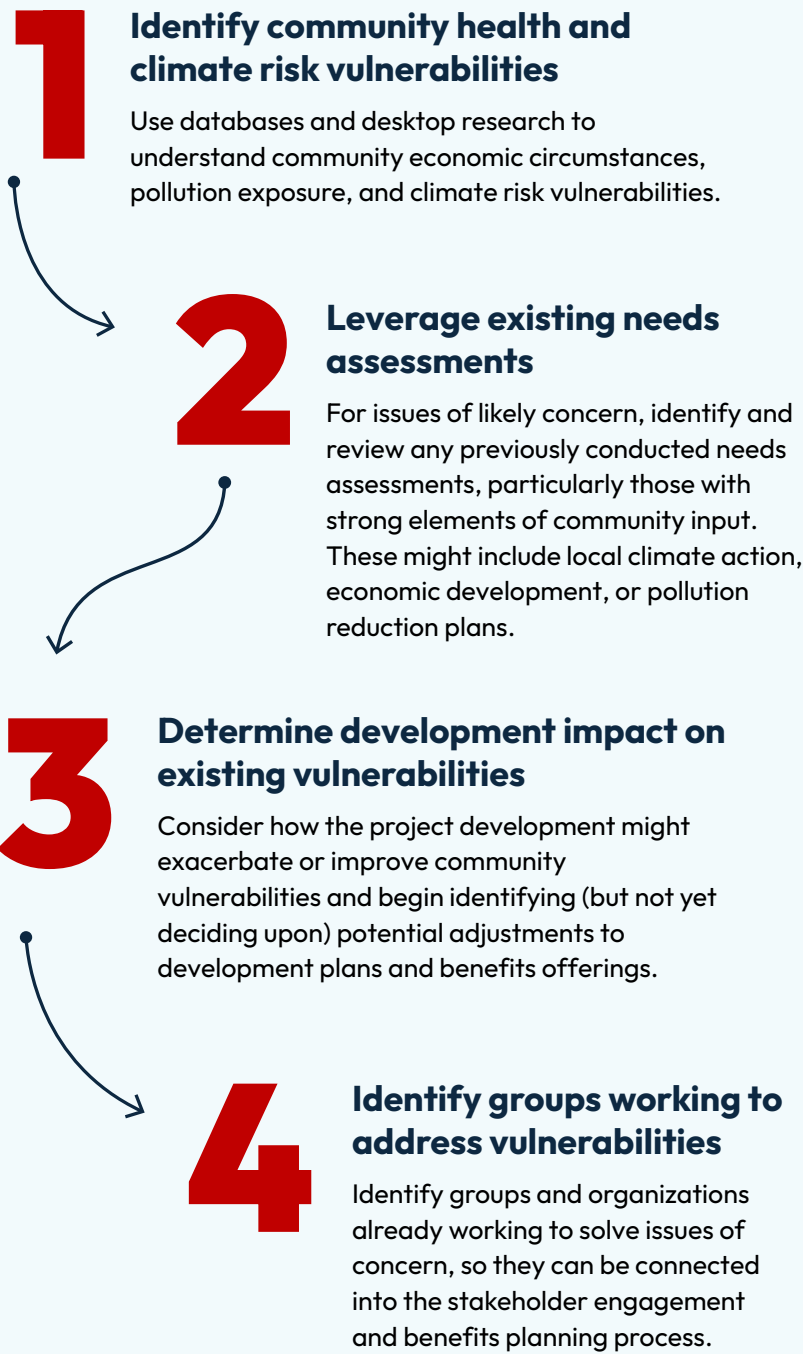 1
Identify community health and
climate risk vulnerabilities
Use databases and desktop research to
understand community economic circumstances,
pollution exposure, and climate risk vulnerabilities.
2
Leverage existing needs
assessments
For issues of likely concern, identify and
review any previously conducted needs
assessments, particularly those with
strong elements of community input.
These might include local climate action,
economic development, or pollution
reduction plans.
3
Determine development impact on
existing vulnerabilities
Consider how the project development might
exacerbate or improve community
vulnerabilities and begin identifying (but not yet
deciding upon) potential adjustments to
development plans and benefits offerings.
4
Identify groups working to
address vulnerabilities
Identify groups and organizations
already working to solve issues of
concern, so they can be connected
into the stakeholder engagement
and benefits planning process.